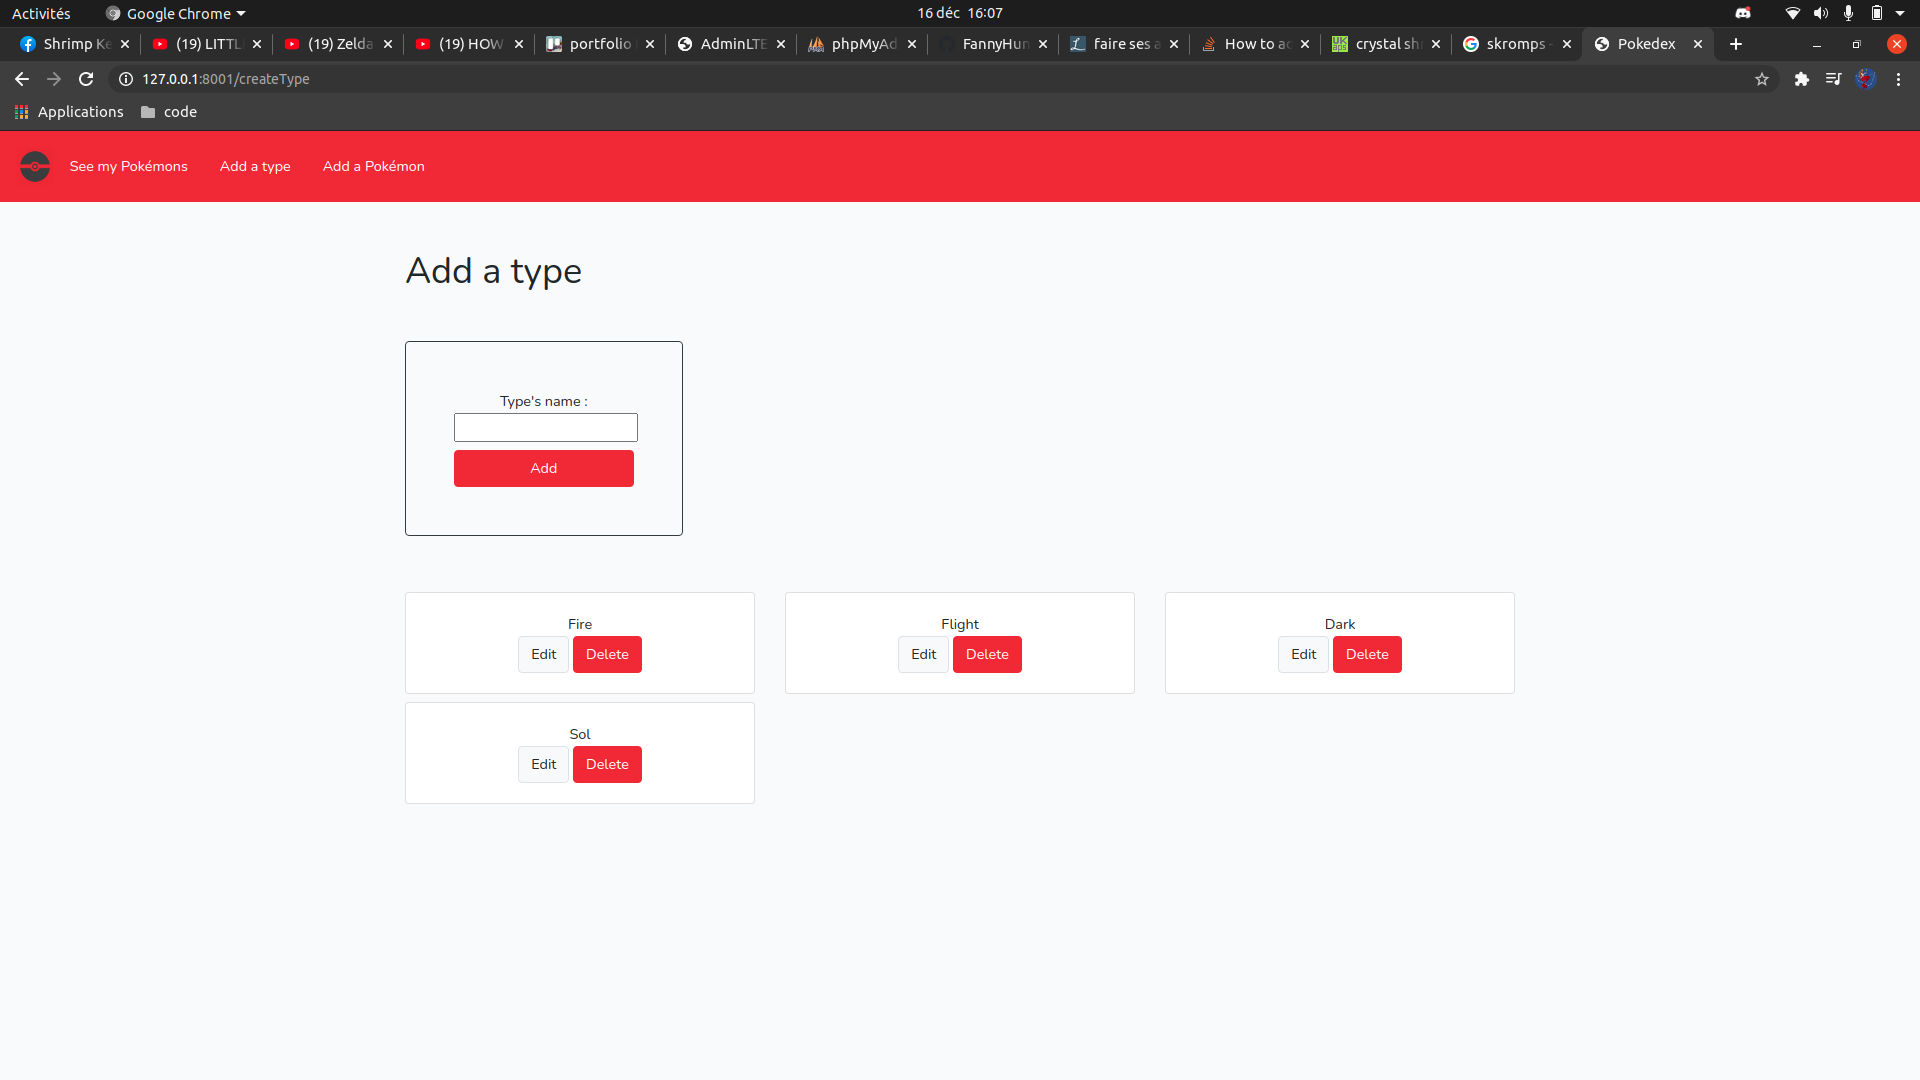 Activités Google Chrome 16 déc 16:07
Shrimp Ke (19) LITTL (19) Zelda (19) HOW portfolio AdminLTE phpMyAd FannyHun faire ses a How to ad crystal shr skromps - Pokedex
127.0.0.1:8001/createType
Applications code
See my Pokémons Add a type Add a Pokémon
Add a type
Type's name :
Add
Fire Flight Dark
Edit Delete Edit Delete Edit Delete
Sol
Edit Delete